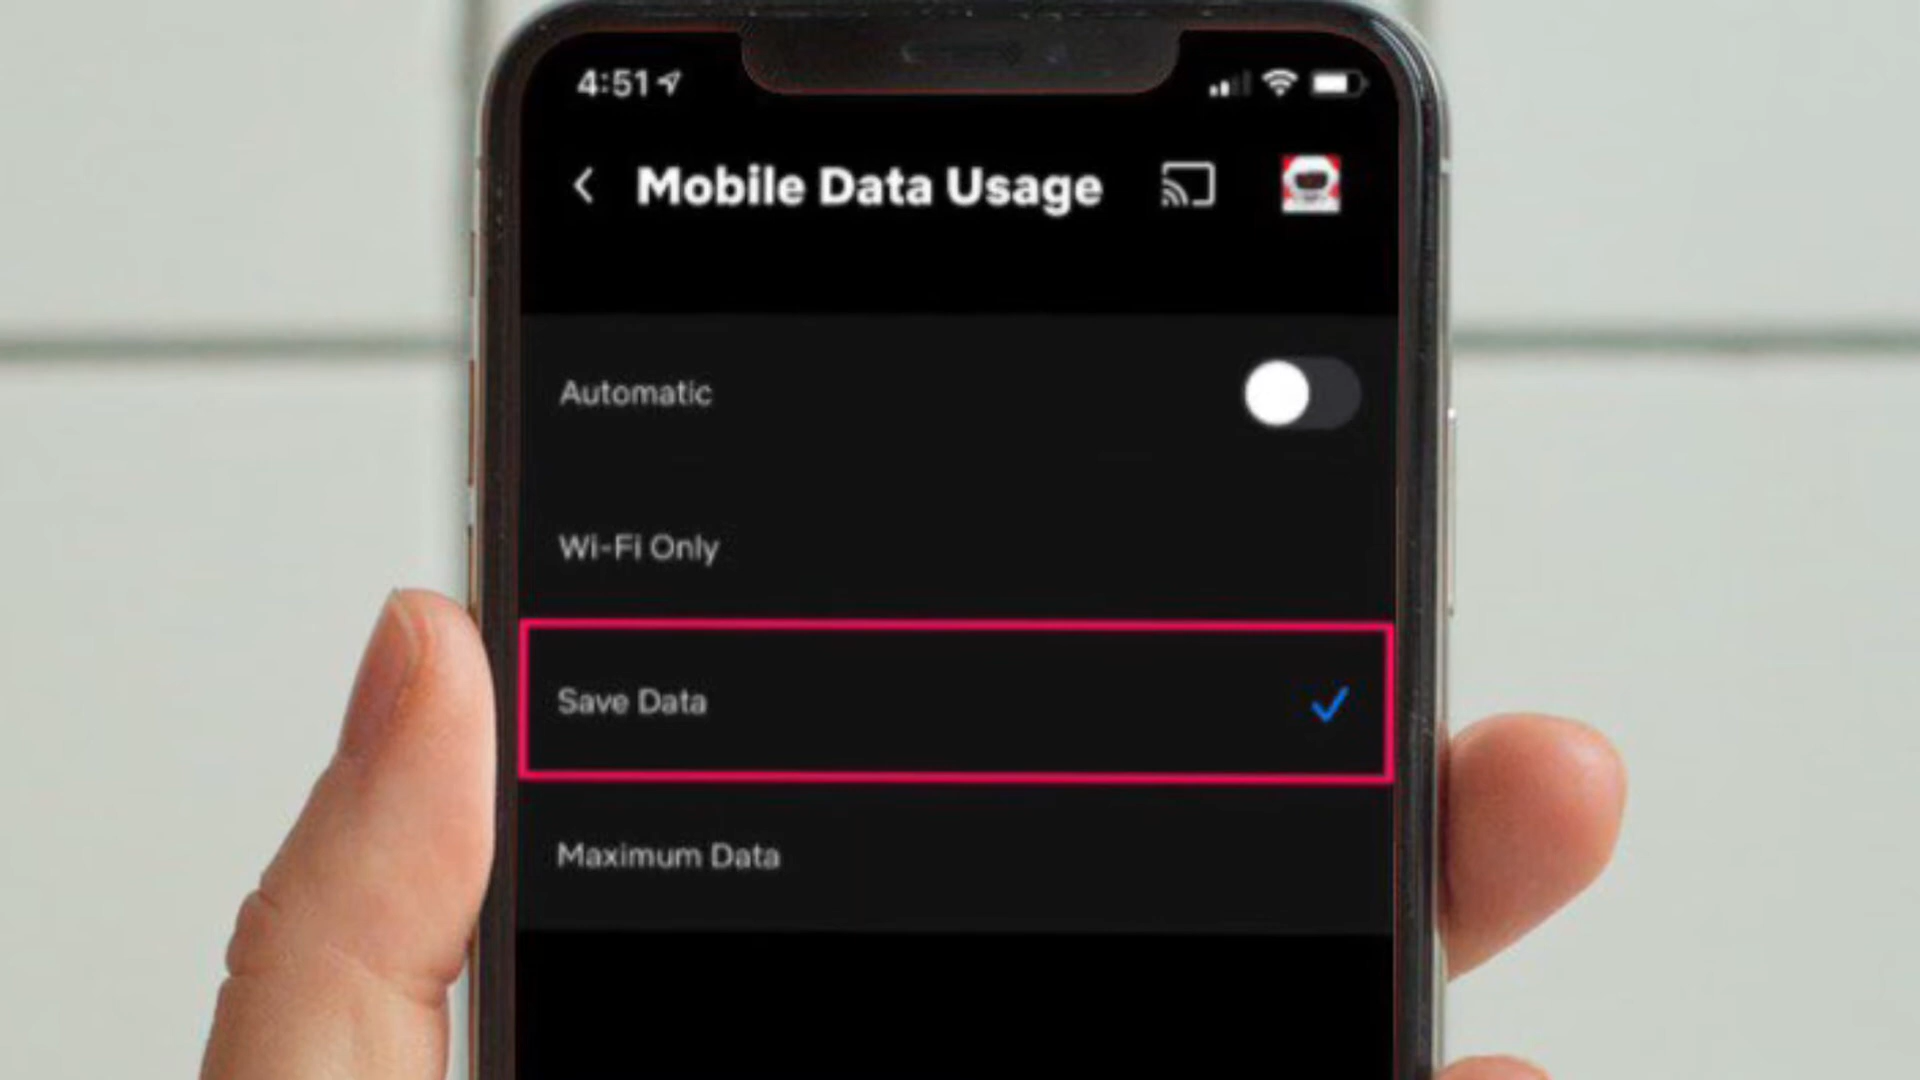 4:51
Mobile Data Usage
Automatic
Wi-Fi Only
Save Data
Maximum Data